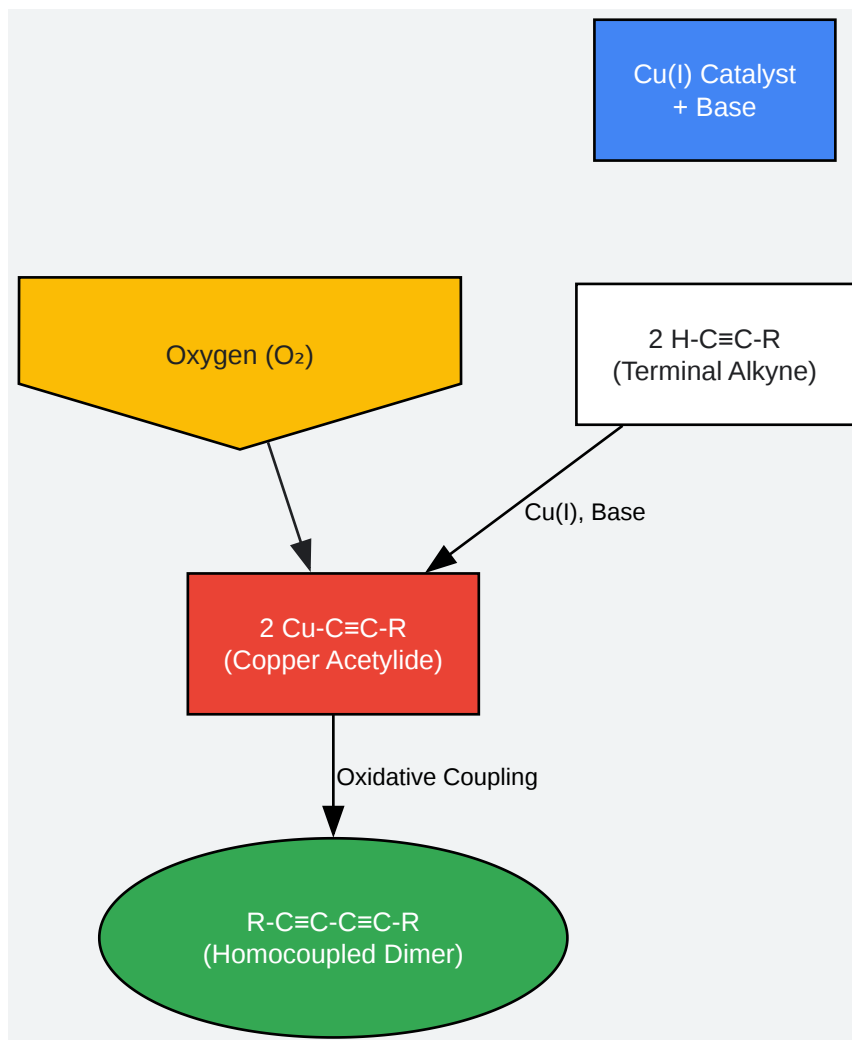 Cu(I) Catalyst
+ Base
Oxygen (O₂)
2 H-C≡C-R
(Terminal Alkyne)
Cu(I), Base
2 Cu-C≡C-R
(Copper Acetylide)
Oxidative Coupling
R-C≡C-C≡C-R
(Homocoupled Dimer)